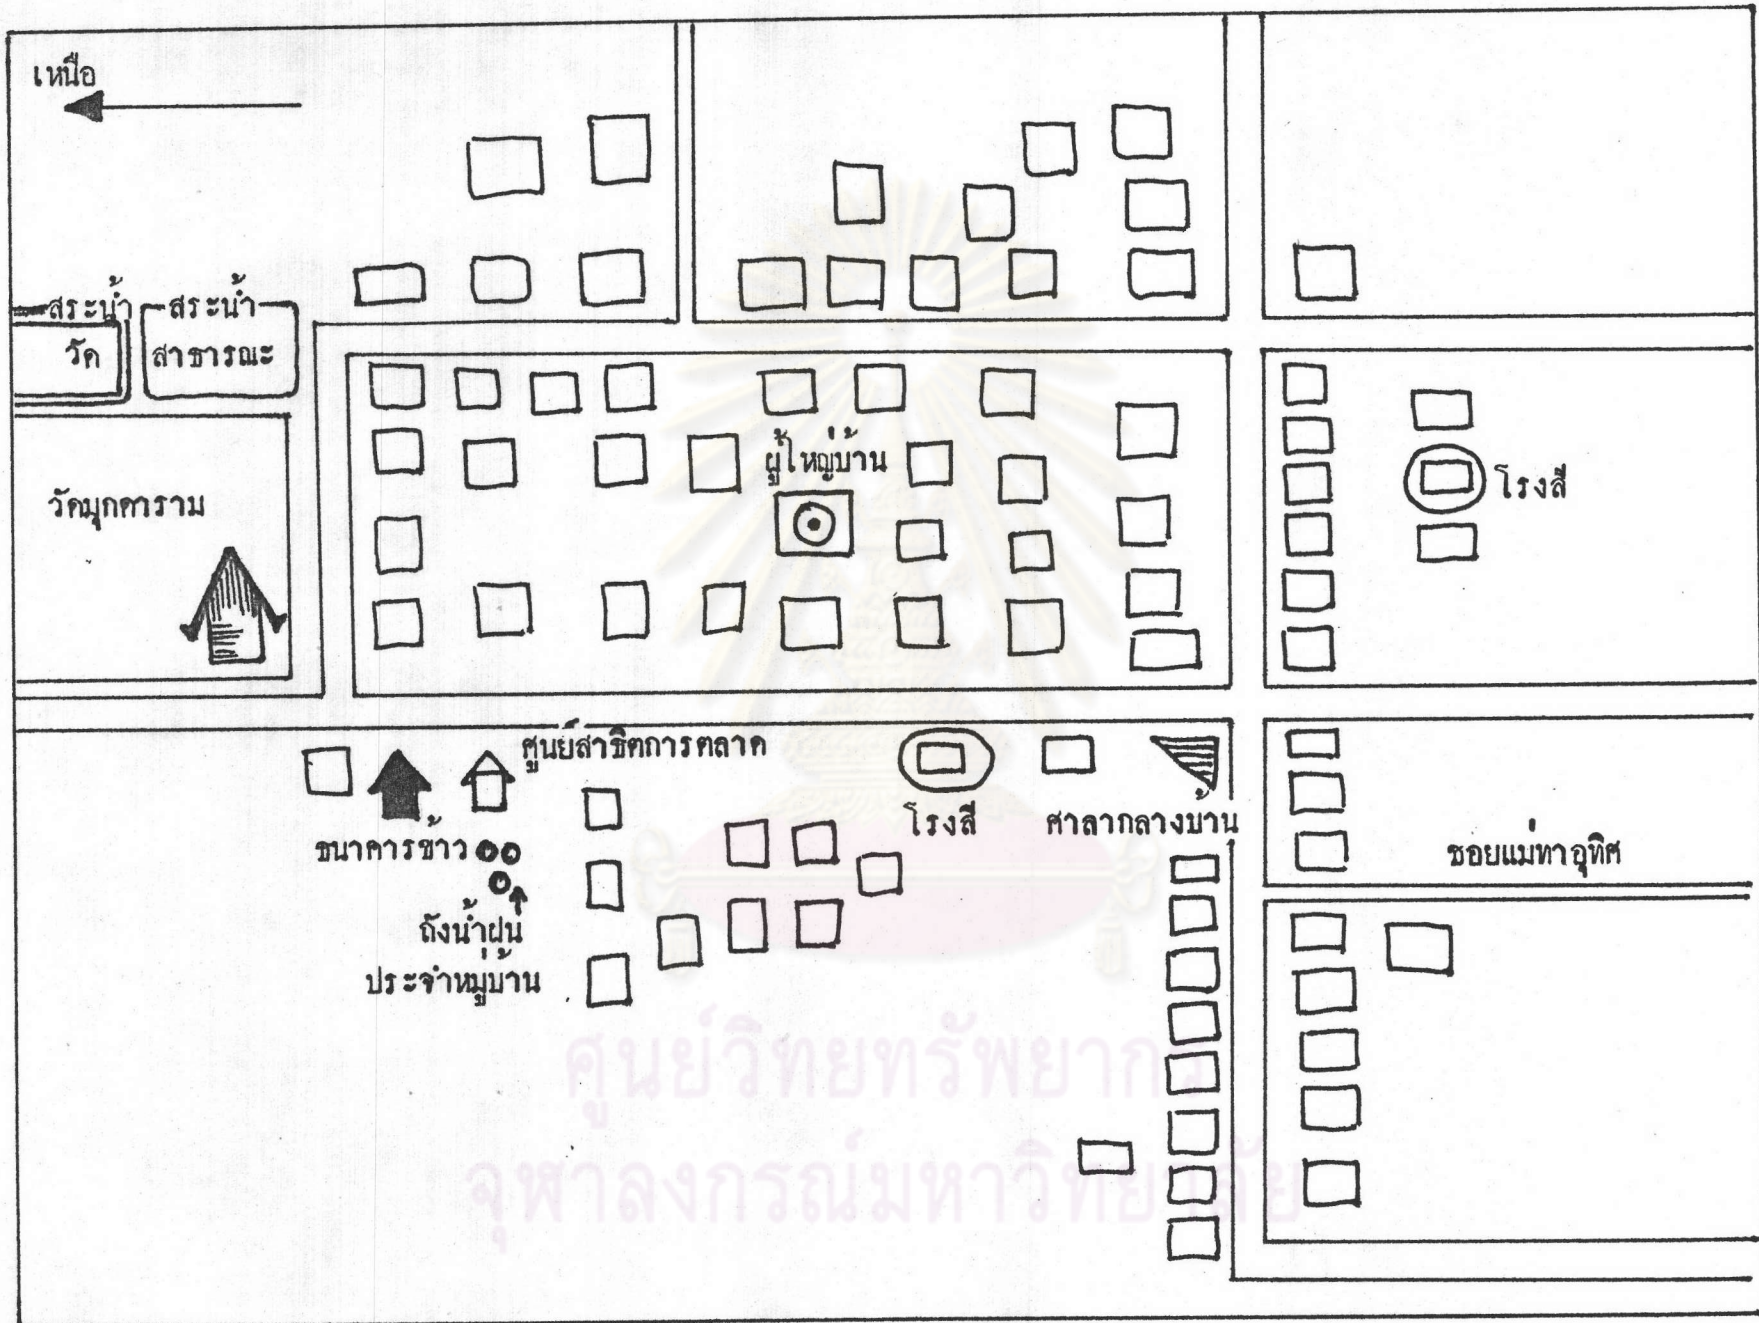 เหนือ
สระน้ำ
วัด
สระน้ำ
สาธารณะ
วัดมุกดาราม
ผู้ใหญ่บ้าน
โรงสี
ศูนย์สาธิตการตลาด
ธนาคารข้าว
ถังน้ำฝน
ประจำหมู่บ้าน
โรงสี
ศาลากลางบ้าน
ซอยแม่ทาอุทิศ
ศูนย์วิทยทรัพยากร
จุฬาลงกรณ์มหาวิทยาลัย